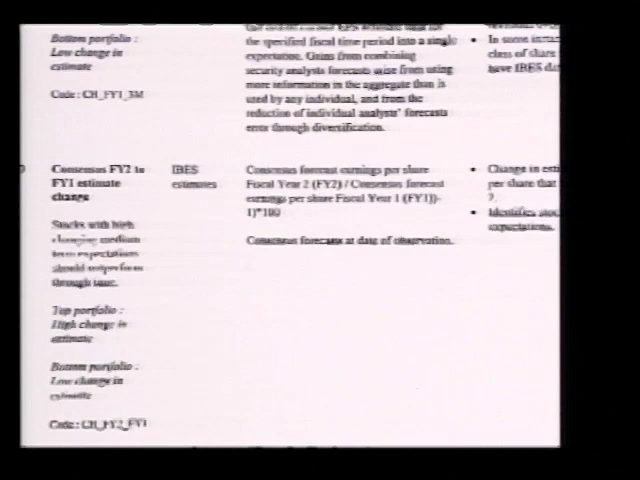 Bottom portfolio :
Low change in
estimate
Code : CH_FY1_3M
the specified fiscal time period into a single
expectation. Gains from combining
security analysts forecasts arise from using
more information in the aggregate than is
used by any individual, and from the
reduction of individual analysts' forecasts
error through diversification.
In some
class of share
have IBES
Consensus FY2 to
FY1 estimate
change
Stocks with high
changing medium
term expectations
should outperform
through time.
Top portfolio :
High change in
estimate
Bottom portfolio :
Low change in
estimate
Code : CH_FY2_FY1
IBES
estimates
Consensus forecast earnings per share
Fiscal Year 2 (FY2) / Consensus forecast
earnings per share Fiscal Year 1 (FY1))-
1)*100
Consensus forecasts at date of observation.
Change in
per share that
Identifies
expectations.